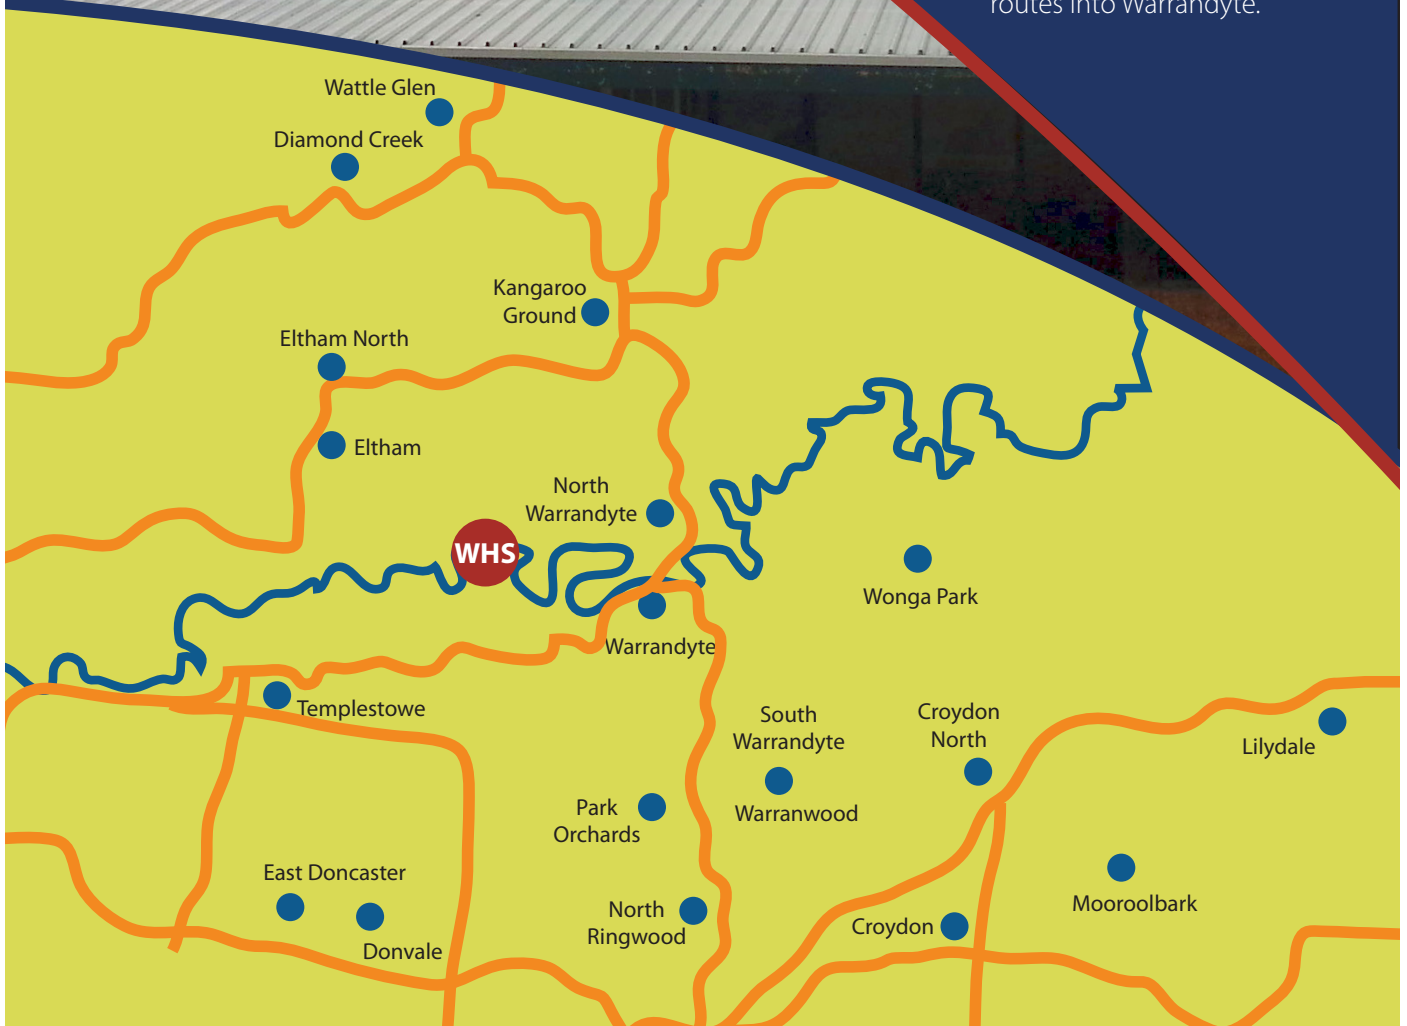 routes into Warrandyte.
Wattle Glen
Diamond Creek
Kangaroo
Ground
Eltham North
Eltham
North
Warrandyte
WHS
Wonga Park
Warrandyte
Templestowe
South
Warrandyte
Croydon
North
Lilydale
Park
Orchards
Warranwood
East Doncaster
Mooroolbark
North
Ringwood
Croydon
Donvale